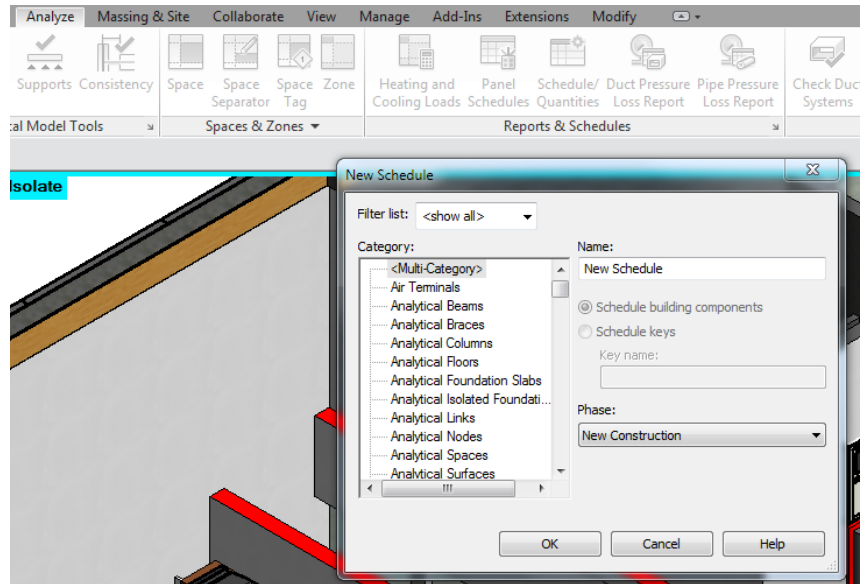 Analyze Massing & Site Collaborate View Manage Add-Ins Extensions Modify
Supports Consistency Space Space Space Zone Heating and Panel Schedule/ Duct Pressure Pipe Pressure Check Duc
Separator Tag Cooling Loads Schedules Quantities Loss Report Loss Report Systems
al Model Tools Spaces & Zones Reports & Schedules
Isolate
New Schedule
Filter list: <show all>
Category:
<Multi-Category>
Air Terminals
Analytical Beams
Analytical Braces
Analytical Columns
Analytical Floors
Analytical Foundation Slabs
Analytical Isolated Foundati...
Analytical Links
Analytical Nodes
Analytical Spaces
Analytical Surfaces
Name:
New Schedule
Schedule building components
Schedule keys
Key name:
Phase:
New Construction
OK Cancel Help